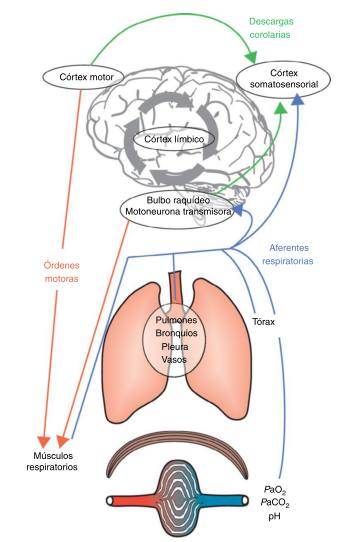 Descargas
corolarias
Córtex motor
Córtex
somatosensorial
Córtex límbico
Bulbo raquídeo
Motoneurona transmisora
Aferentes
respiratorias
Órdenes
motoras
Pulmones
Bronquios
Pleura
Vasos
Tórax
Músculos
respiratorios
PaO₂
PaCO₂
pH